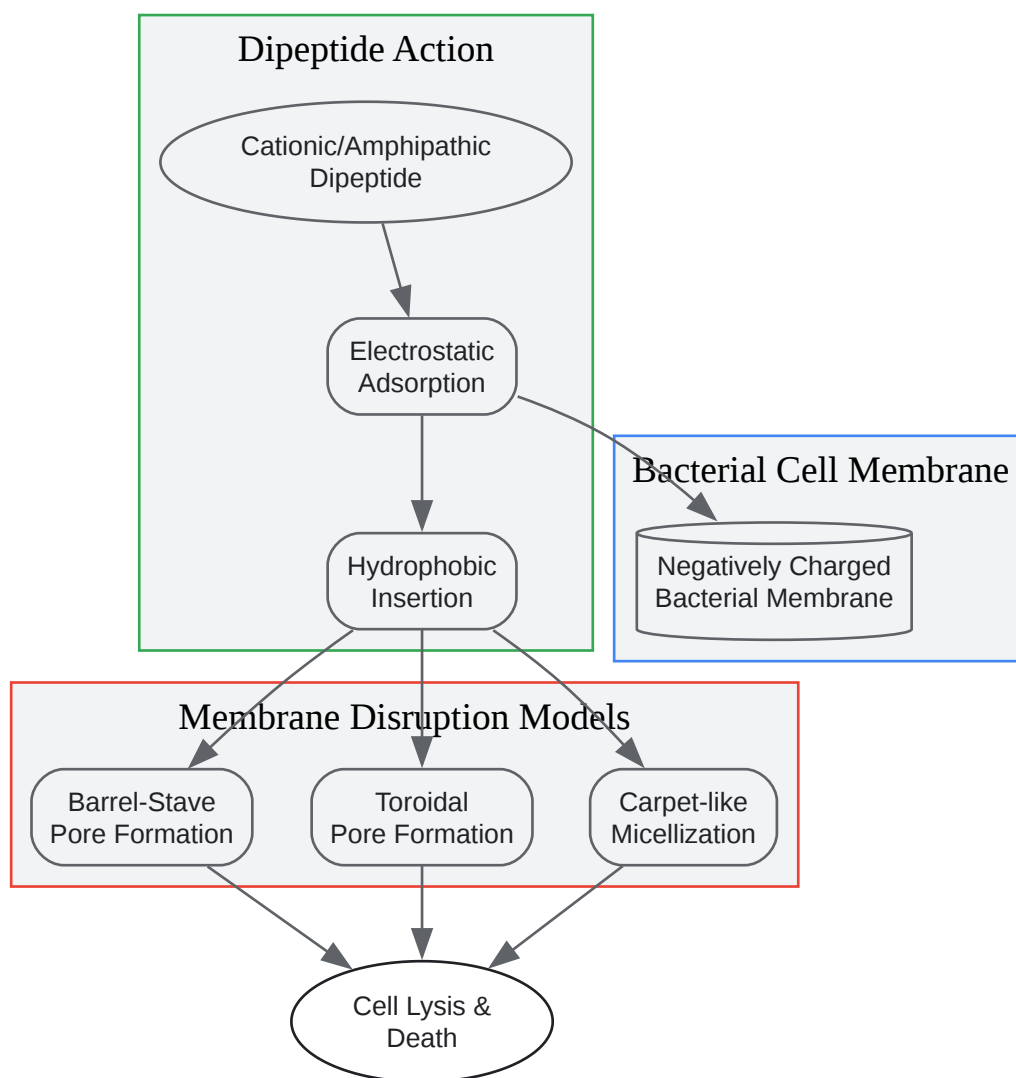 Dipeptide Action
Cationic/Amphipathic
Dipeptide
Electrostatic
Adsorption
Bacterial Cell Membrane
Negatively Charged
Bacterial Membrane
Hydrophobic
Insertion
Membrane Disruption Models
Barrel-Stave
Pore Formation
Toroidal
Pore Formation
Carpet-like
Micellization
Cell Lysis &
Death